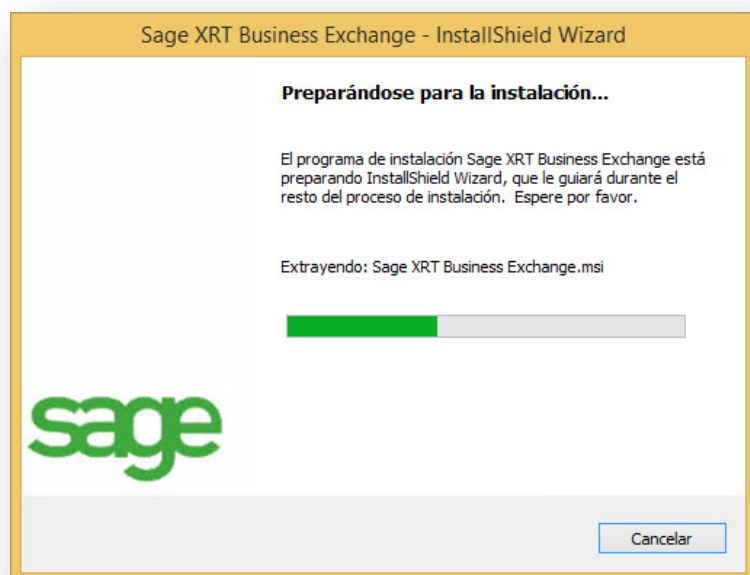 Sage XRT Business Exchange - InstallShield Wizard
Preparándose para la instalación...
El programa de instalación Sage XRT Business Exchange está
preparando InstallShield Wizard, que le guiará durante el
resto del proceso de instalación.  Espere por favor.
Extrayendo: Sage XRT Business Exchange.msi
sage
Cancelar